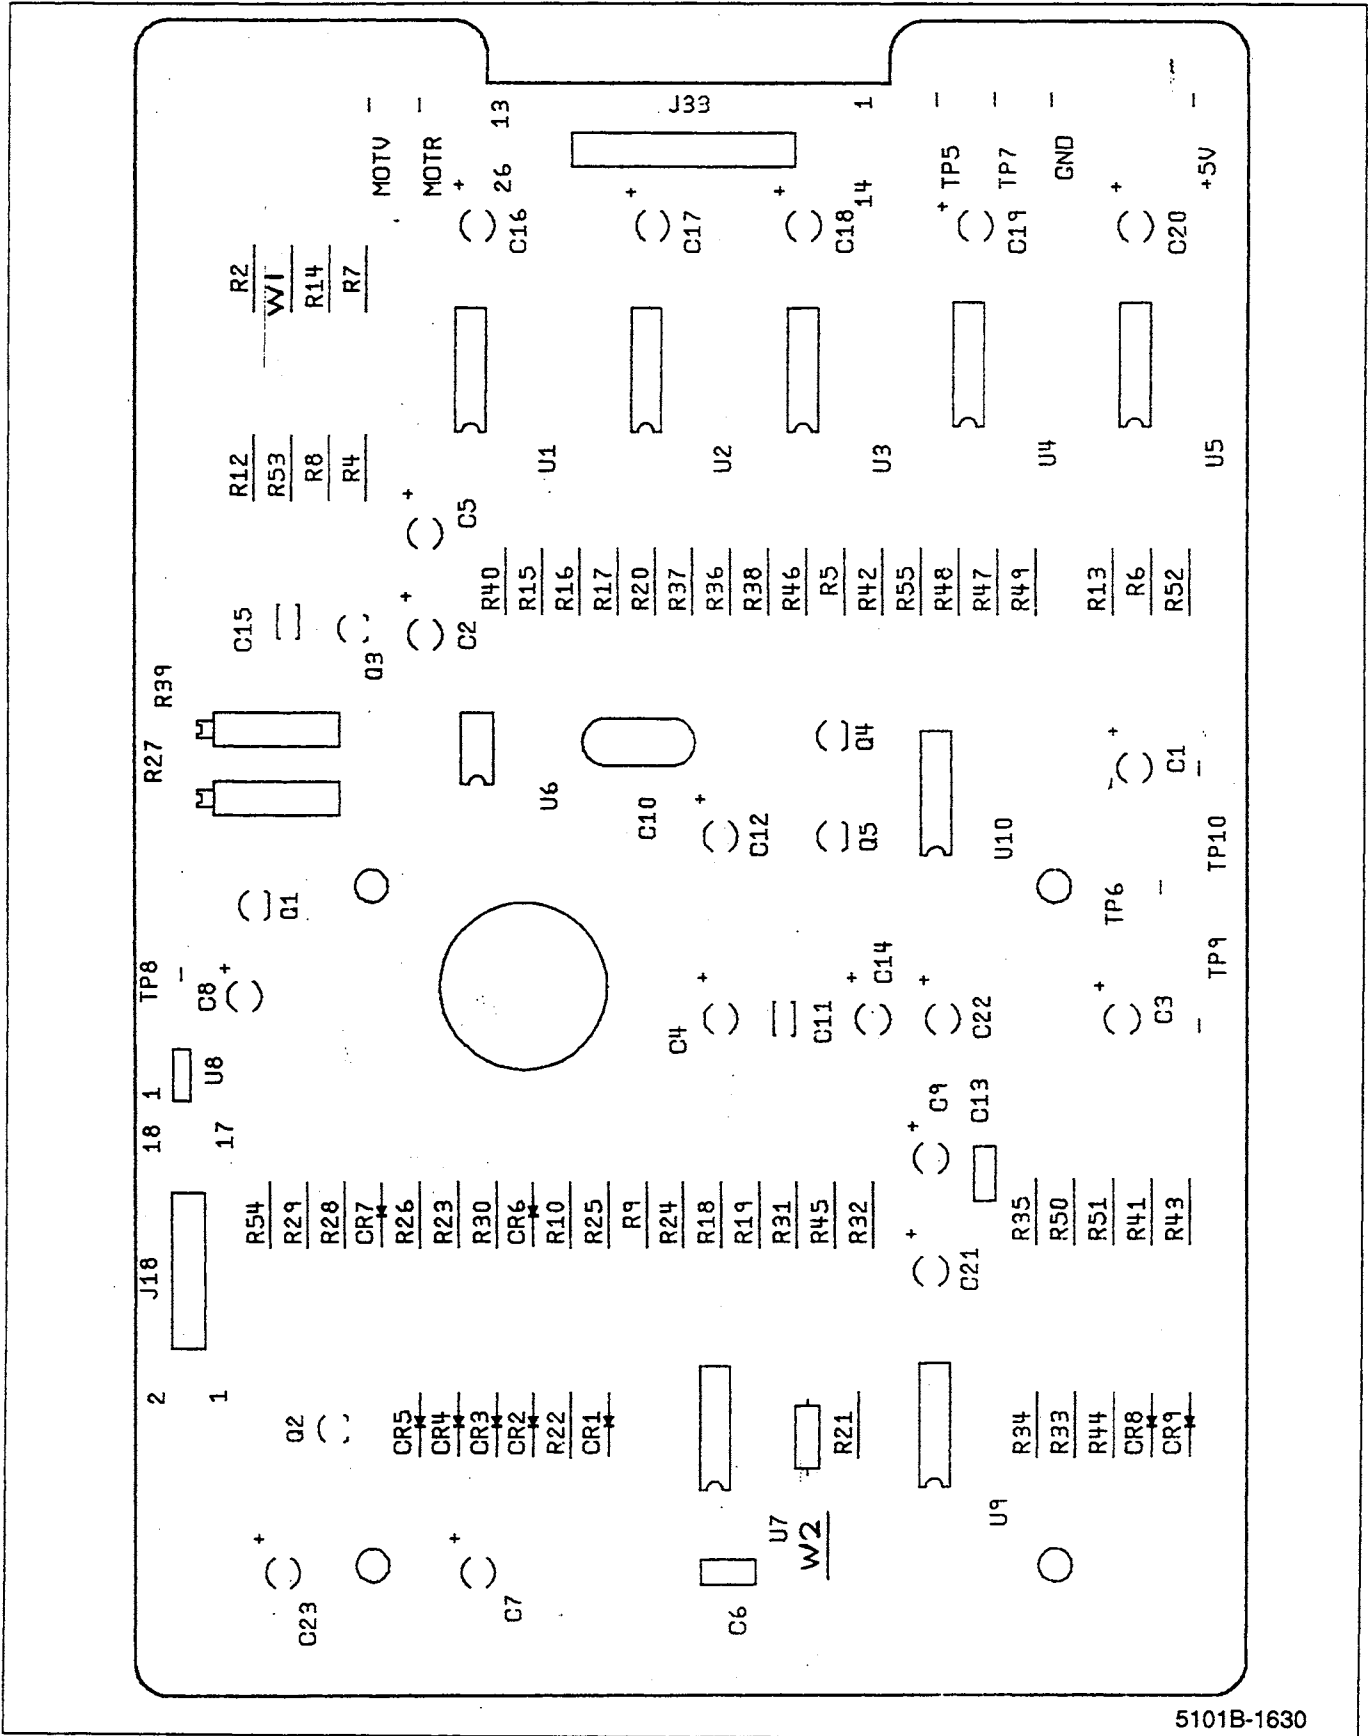 J33
13
1
MOTV
MOTR
26
14
TP5
TP7
GND
+5V
+
+
+
+
+
C16
C17
C18
C19
C20
R2
W1
R14
R7
U1
U2
U3
U4
U5
R12
R53
R8
R4
+
C5
R40
R15
R16
R17
R20
R37
R36
R38
R46
R5
R42
R55
R48
R47
R49
R13
R6
R52
C15
Q3
+
C2
R39
R27
U6
C10
+
C12
Q4
Q5
U10
+
C1
TP10
TP6
TP9
Q1
TP8
+
C8
U8
1
18
17
+
C4
C11
+
C14
+
C22
+
C3
+
C9
C13
J18
R54
R29
R28
CR7
R26
R23
R30
CR6
R10
R25
R9
R24
R18
R19
R31
R45
R32
+
C21
R35
R50
R51
R41
R43
2
1
Q2
CR5
CR4
CR3
CR2
R22
CR1
R21
R34
R33
R44
CR8
CR9
U7
W2
U9
+
C23
+
C7
C6
5101B-1630